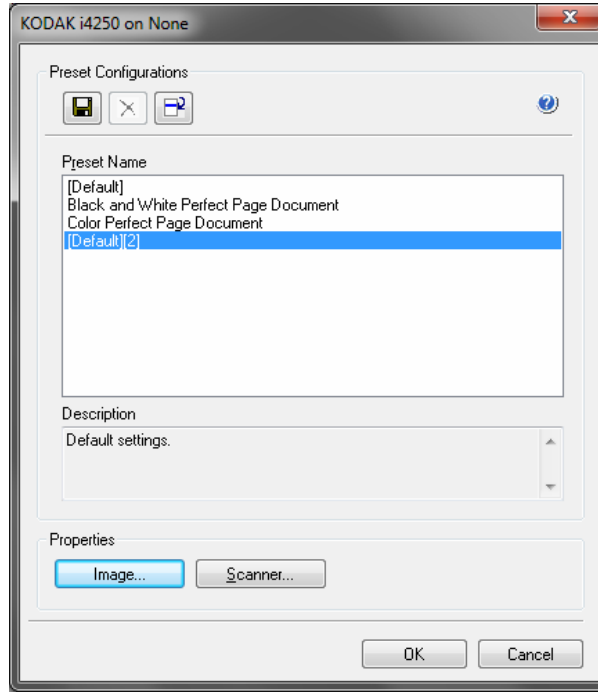 KODAK i4250 on None
Preset Configurations
Preset Name
[Default]
Black and White Perfect Page Document
Color Perfect Page Document
[Default][2]
Description
Default settings.
Properties
Image...
Scanner...
OK
Cancel